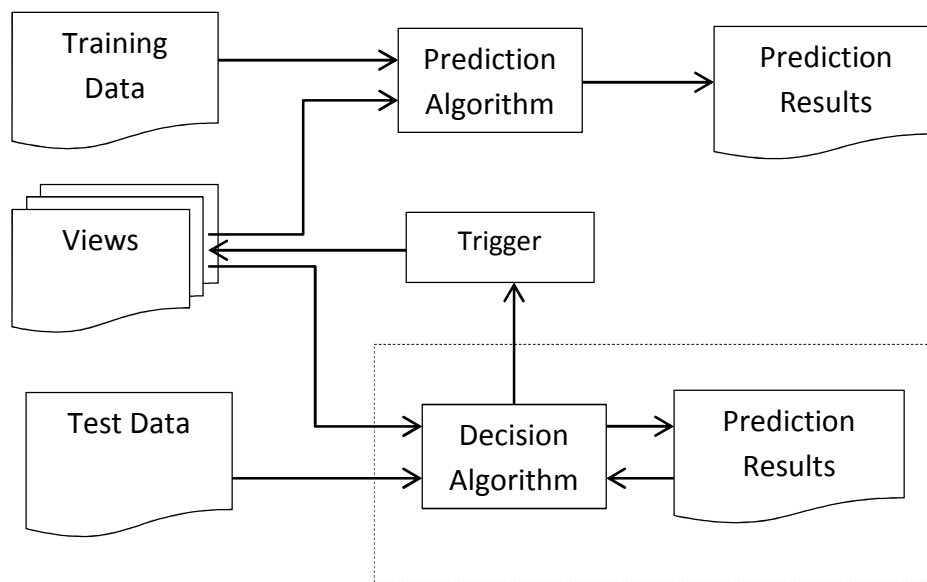 Training
Data
Prediction
Algorithm
Prediction
Results
Views
Trigger
Test Data
Decision
Algorithm
Prediction
Results